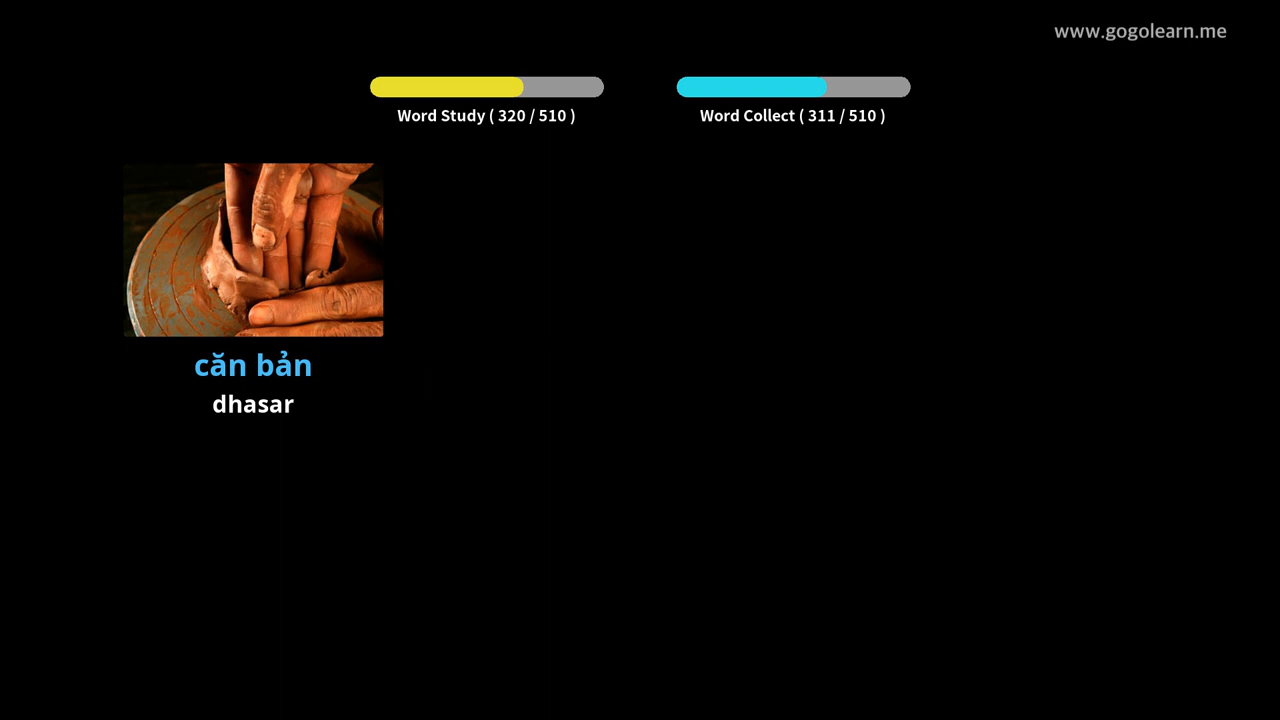 www.gogolearn.me
Word Study ( 320 / 510 )
Word Collect ( 311 / 510 )
căn bản
dhasar